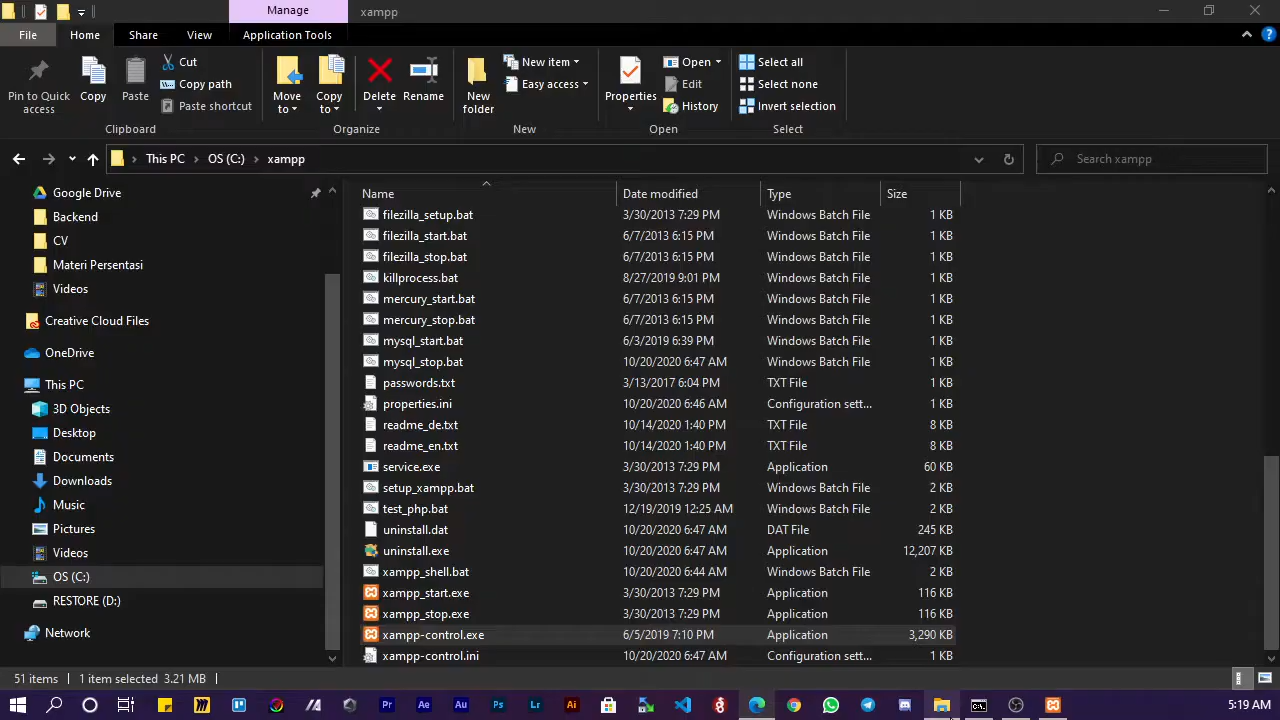 Manage
xampp
File
Home
Share
View
Application Tools
Pin to Quick access
Copy
Paste
Cut
Copy path
Paste shortcut
Clipboard
Move to
Copy to
Delete
Rename
Organize
New folder
New item
Easy access
New
Properties
Open
Edit
History
Open
Select all
Select none
Invert selection
Select
This PC
OS (C:)
xampp
Search xampp
Google Drive
Backend
CV
Materi Persentasi
Videos
Creative Cloud Files
OneDrive
This PC
3D Objects
Desktop
Documents
Downloads
Music
Pictures
Videos
OS (C:)
RESTORE (D:)
Network
Name Date modified Type Size
filezilla_setup.bat 3/30/2013 7:29 PM Windows Batch File 1 KB
filezilla_start.bat 6/7/2013 6:15 PM Windows Batch File 1 KB
filezilla_stop.bat 6/7/2013 6:15 PM Windows Batch File 1 KB
killprocess.bat 8/27/2019 9:01 PM Windows Batch File 1 KB
mercury_start.bat 6/7/2013 6:15 PM Windows Batch File 1 KB
mercury_stop.bat 6/7/2013 6:15 PM Windows Batch File 1 KB
mysql_start.bat 6/3/2019 6:39 PM Windows Batch File 1 KB
mysql_stop.bat 10/20/2020 6:47 AM Windows Batch File 1 KB
passwords.txt 3/13/2017 6:04 PM TXT File 1 KB
properties.ini 10/20/2020 6:46 AM Configuration sett... 1 KB
readme_de.txt 10/14/2020 1:40 PM TXT File 8 KB
readme_en.txt 10/14/2020 1:40 PM TXT File 8 KB
service.exe 3/30/2013 7:29 PM Application 60 KB
setup_xampp.bat 3/30/2013 7:29 PM Windows Batch File 2 KB
test_php.bat 12/19/2019 12:25 AM Windows Batch File 2 KB
uninstall.dat 10/20/2020 6:47 AM DAT File 245 KB
uninstall.exe 10/20/2020 6:47 AM Application 12,207 KB
xampp_shell.bat 10/20/2020 6:44 AM Windows Batch File 2 KB
xampp_start.exe 3/30/2013 7:29 PM Application 116 KB
xampp_stop.exe 3/30/2013 7:29 PM Application 116 KB
xampp-control.exe 6/5/2019 7:10 PM Application 3,290 KB
xampp-control.ini 10/20/2020 6:47 AM Configuration sett... 1 KB
51 items 1 item selected 3.21 MB
Pr
Ae
Au
Ps
Lr
Ai
5:19 AM